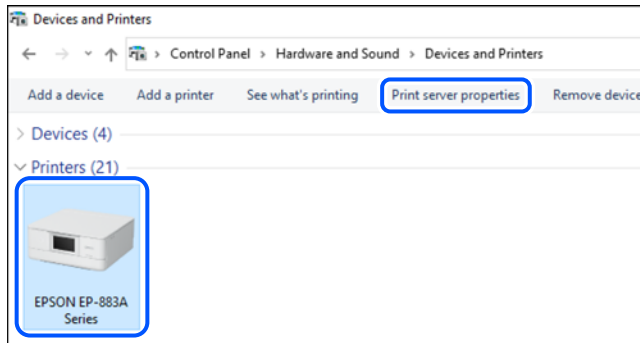 Devices and Printers
Control Panel > Hardware and Sound > Devices and Printers
Add a device Add a printer See what's printing Print server properties Remove device
Devices (4)
Printers (21)
EPSON EP-883A
Series